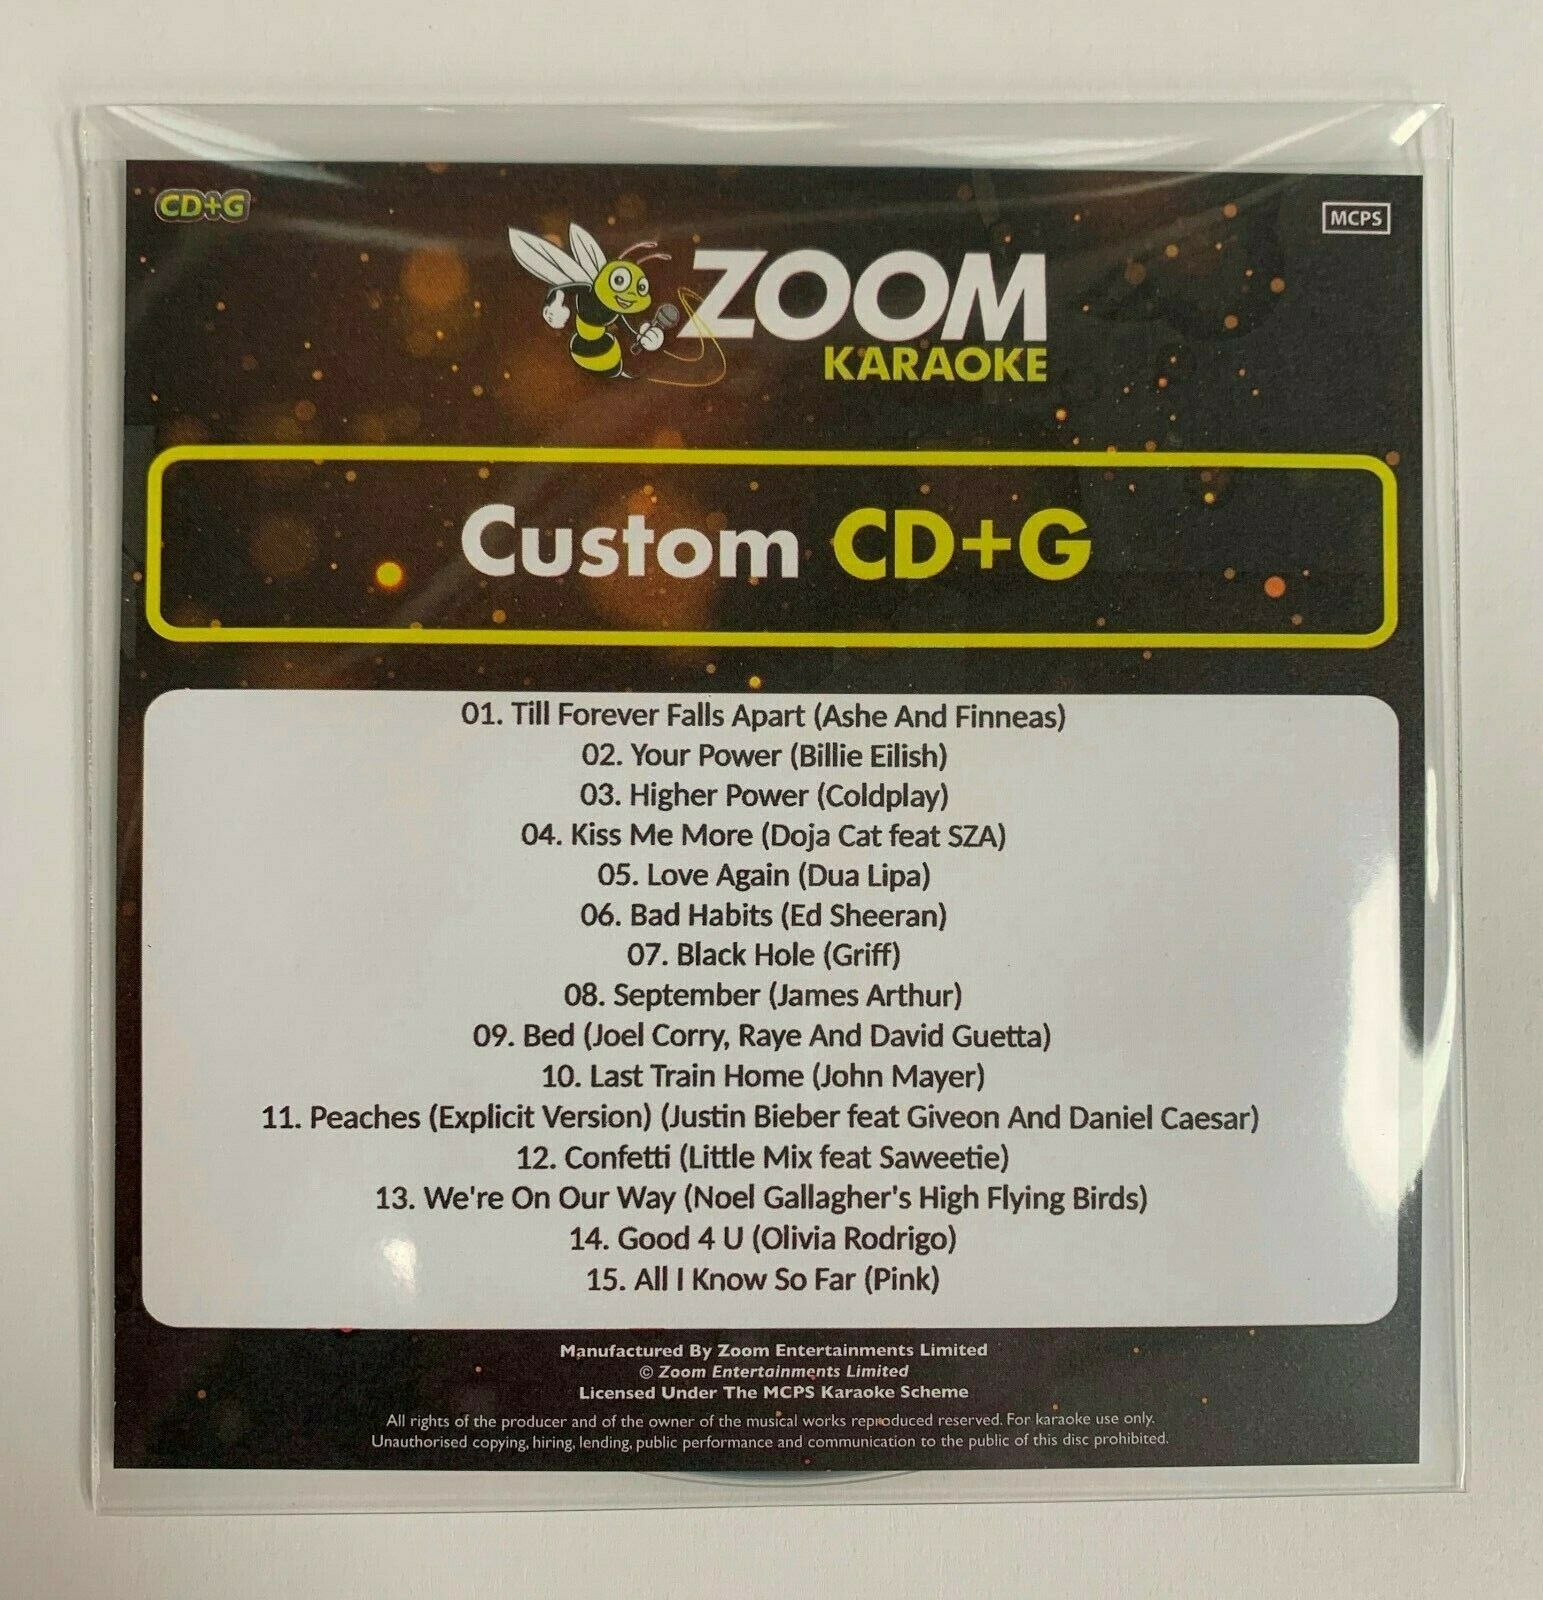 CD+G
MCPS
ZOOM
KARAOKE
Custom CD+G
01. Till Forever Falls Apart (Ashe And Finneas)
02. Your Power (Billie Eilish)
03. Higher Power (Coldplay)
04. Kiss Me More (Doja Cat feat SZA)
05. Love Again (Dua Lipa)
06. Bad Habits (Ed Sheeran)
07. Black Hole (Griff)
08. September (James Arthur)
09. Bed (Joel Corry, Raye And David Guetta)
10. Last Train Home (John Mayer)
11. Peaches (Explicit Version) (Justin Bieber feat Giveon And Daniel Caesar)
12. Confetti (Little Mix feat Saweetie)
13. We're On Our Way (Noel Gallagher's High Flying Birds)
14. Good 4 U (Olivia Rodrigo)
15. All I Know So Far (Pink)
Manufactured By Zoom Entertainments Limited
© Zoom Entertainments Limited
Licensed Under The MCPS Karaoke Scheme
All rights of the producer and of the owner of the musical works reproduced reserved. For karaoke use only.
Unauthorised copying, hiring, lending, public performance and communication to the public of this disc prohibited.